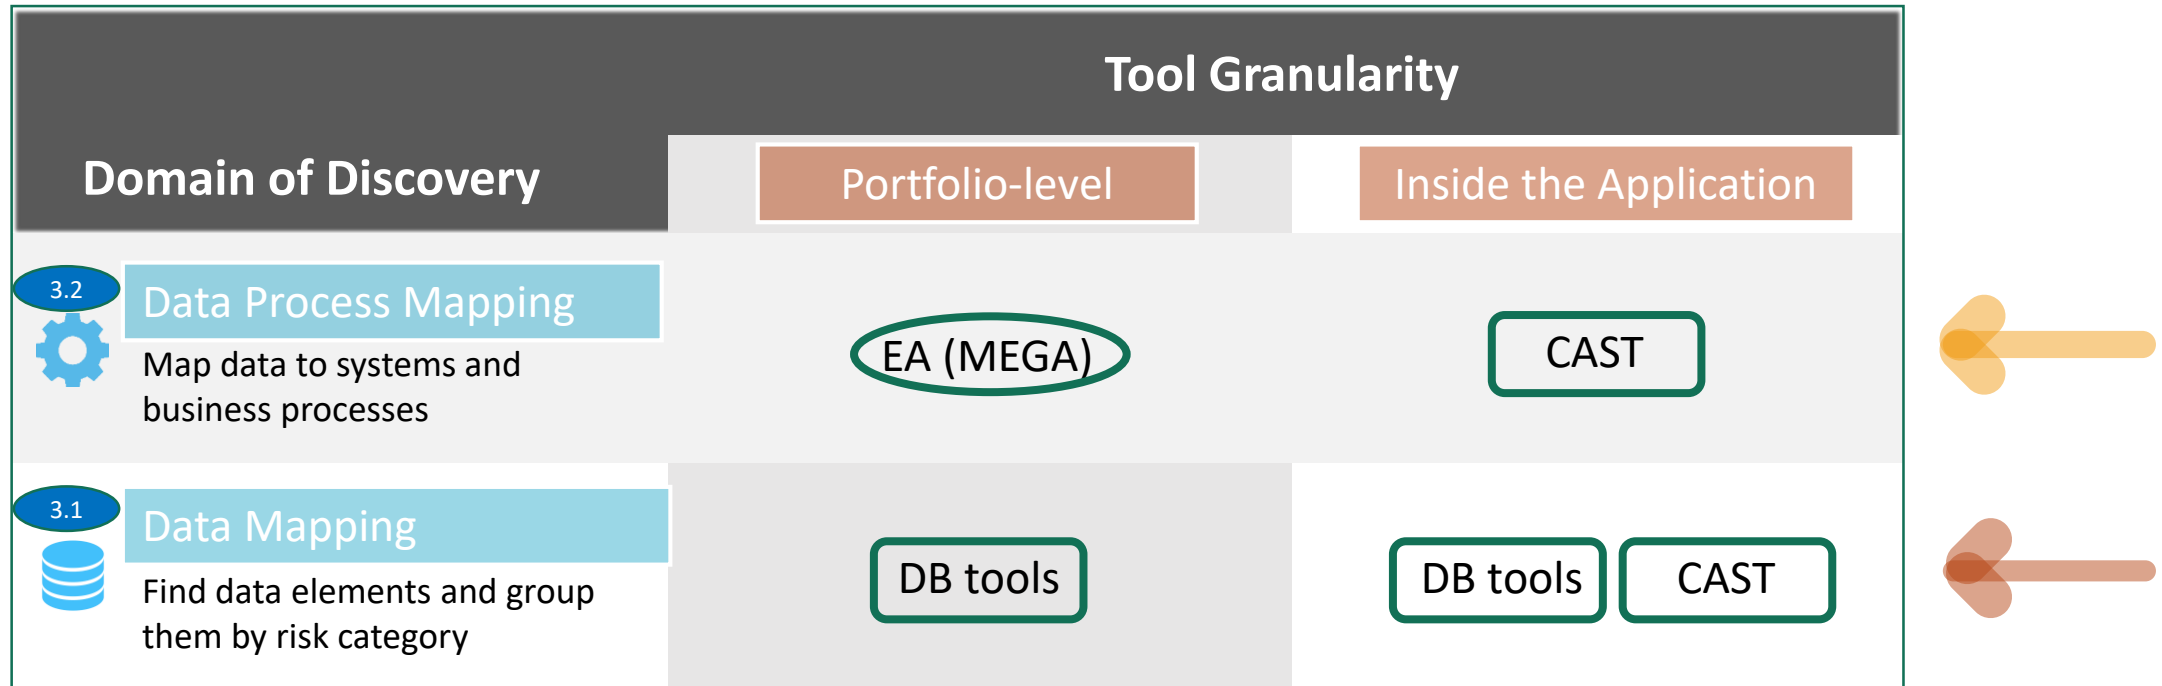 Tool Granularity
Domain of Discovery
Portfolio-level
Inside the Application
3.2
Data Process Mapping
Map data to systems and
business processes
EA (MEGA)
CAST
3.1
Data Mapping
Find data elements and group
them by risk category
DB tools
DB tools
CAST